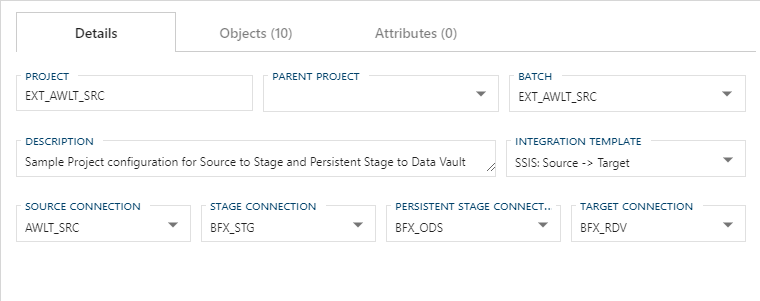 Details Objects (10) Attributes (0)
PROJECT PARENT PROJECT BATCH
EXT_AWLT_SRC EXT_AWLT_SRC
DESCRIPTION INTEGRATION TEMPLATE
Sample Project configuration for Source to Stage and Persistent Stage to Data Vault SSIS: Source -> Target
SOURCE CONNECTION STAGE CONNECTION PERSISTENT STAGE CONNECT... TARGET CONNECTION
AWLT_SRC BFX_STG BFX_ODS BFX_RDV